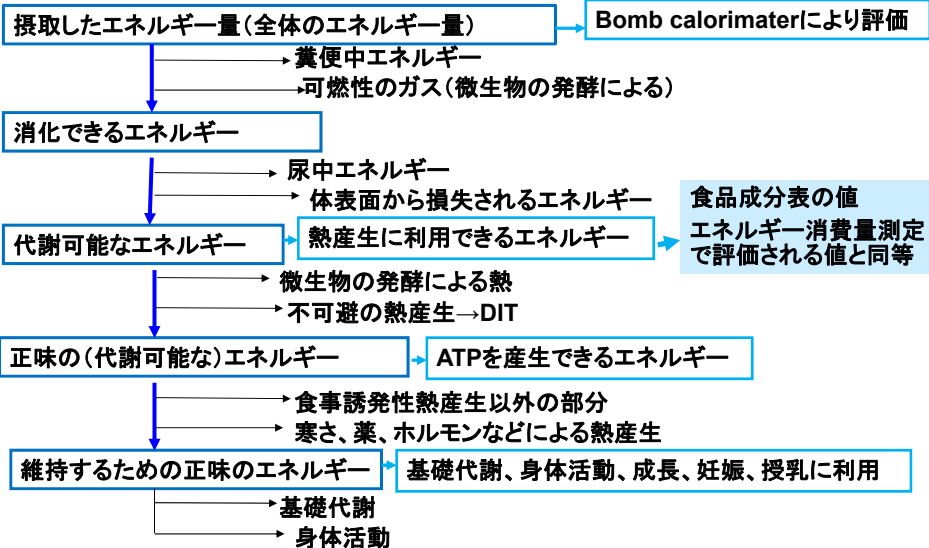 摂取したエネルギー量（全体のエネルギー量）
Bomb calorimaterにより評価
糞便中エネルギー
可燃性のガス（微生物の発酵による）
消化できるエネルギー
尿中エネルギー
体表面から損失されるエネルギー
代謝可能なエネルギー
熱産生に利用できるエネルギー
食品成分表の値
エネルギー消費量測定
で評価される値と同等
微生物の発酵による熱
不可避の熱産生→DIT
正味の（代謝可能な）エネルギー
ATPを産生できるエネルギー
食事誘発性熱産生以外の部分
寒さ、薬、ホルモンなどによる熱産生
維持するための正味のエネルギー
基礎代謝、身体活動、成長、妊娠、授乳に利用
基礎代謝
身体活動